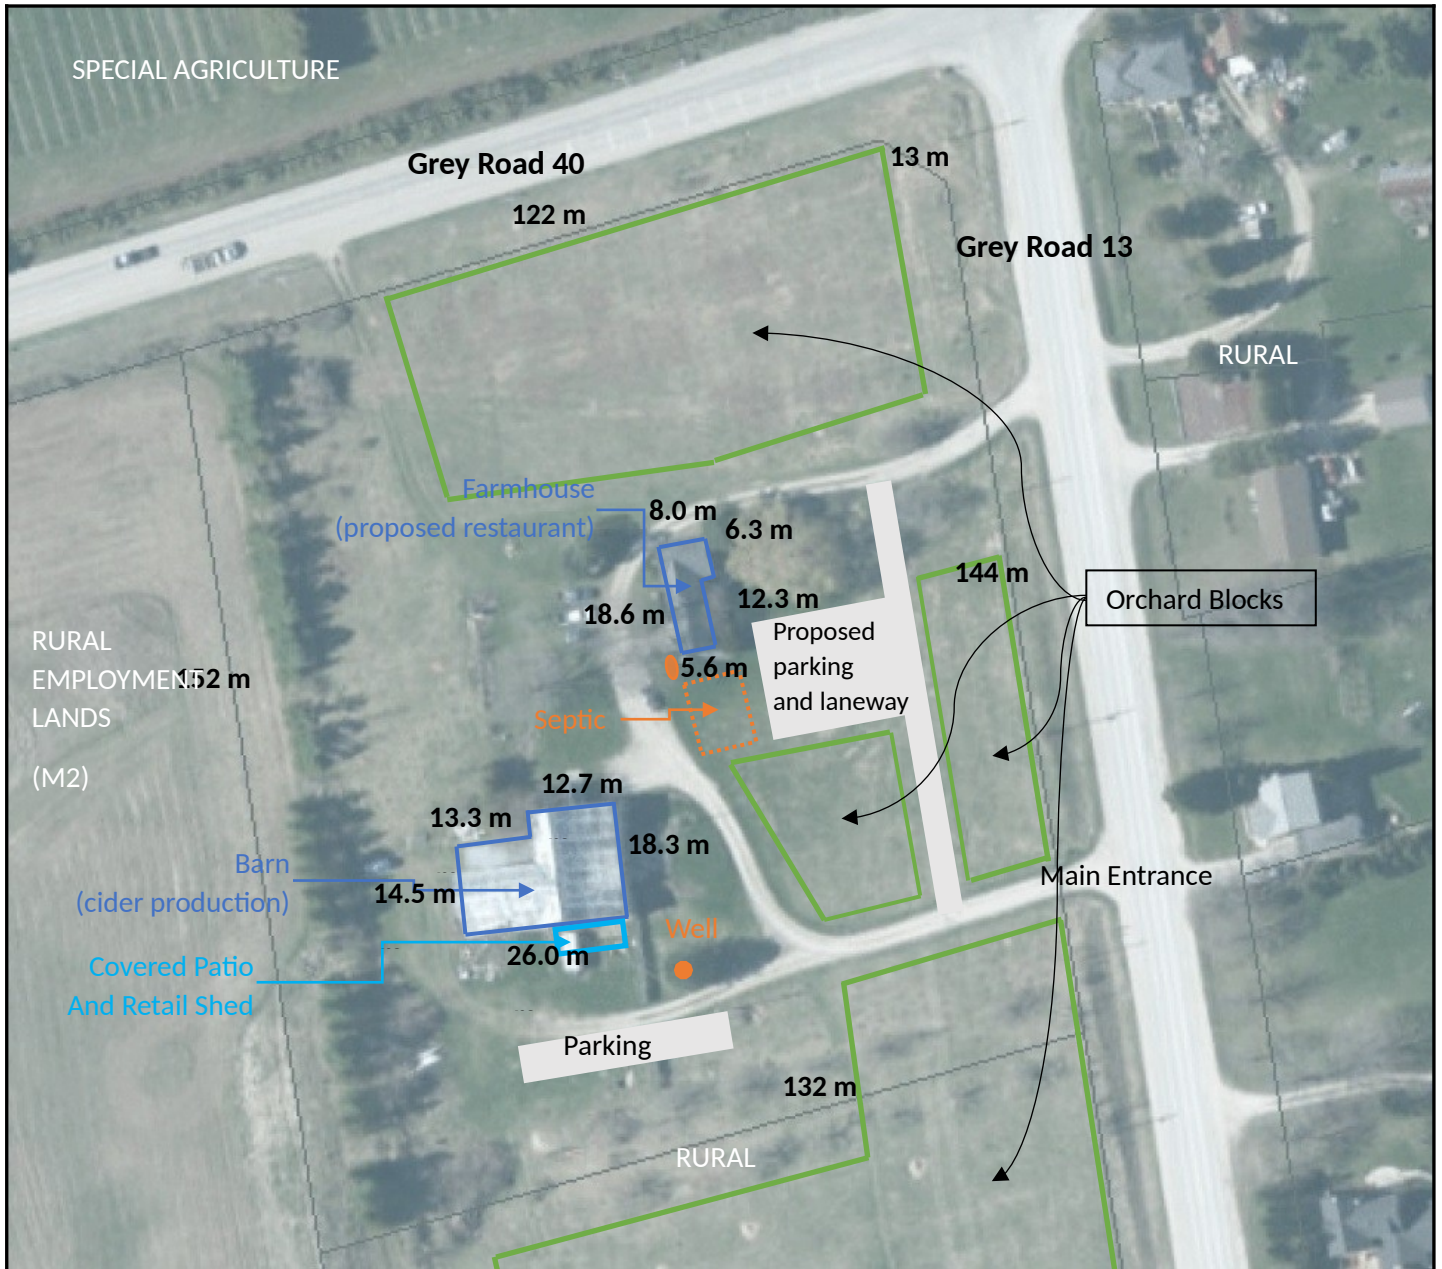 SPECIAL AGRICULTURE
Grey Road 40
13 m
122 m
Grey Road 13
RURAL
Farmhouse
(proposed restaurant)
8.0 m
6.3 m
144 m
12.3 m
18.6 m
Orchard Blocks
Proposed
parking
and laneway
RURAL
EMPLOYMENT
LANDS
(M2)
152 m
5.6 m
Septic
12.7 m
13.3 m
18.3 m
Barn
(cider production)
14.5 m
Main Entrance
Well
26.0 m
Covered Patio
And Retail Shed
Parking
132 m
RURAL